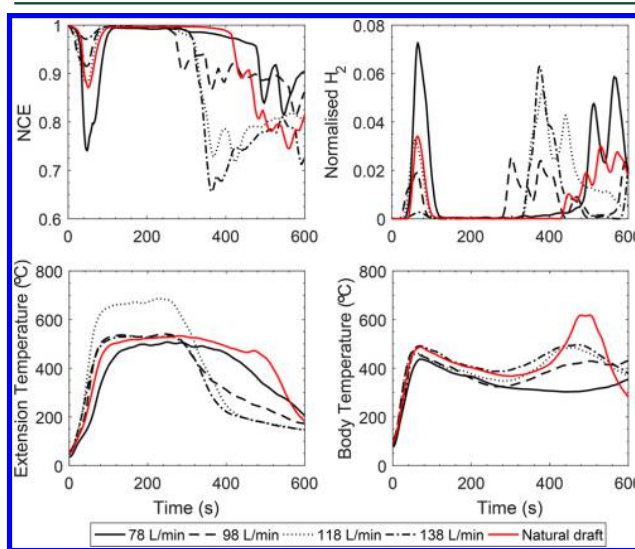 NCE
1
0.9
0.8
0.7
0.6
0 200 400 600
Normalised H2
0.08
0.06
0.04
0.02
0
0 200 400 600
Extension Temperature (ºC)
800
600
400
200
0
0 200 400 600
Time (s)
Body Temperature (ºC)
800
600
400
200
0
0 200 400 600
Time (s)
78 L/min 98 L/min 118 L/min 138 L/min Natural draft